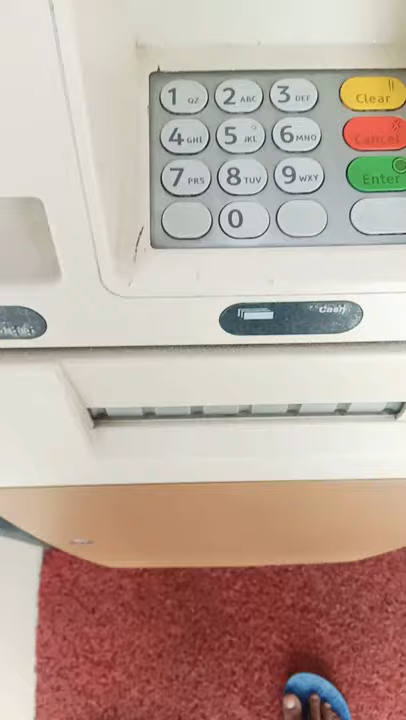 1 QZ 2 ABC 3 DEF Clear
4 GHI 5 JKL 6 MNO Cancel
7 PRS 8 TUV 9 WXY Enter
0
Cash